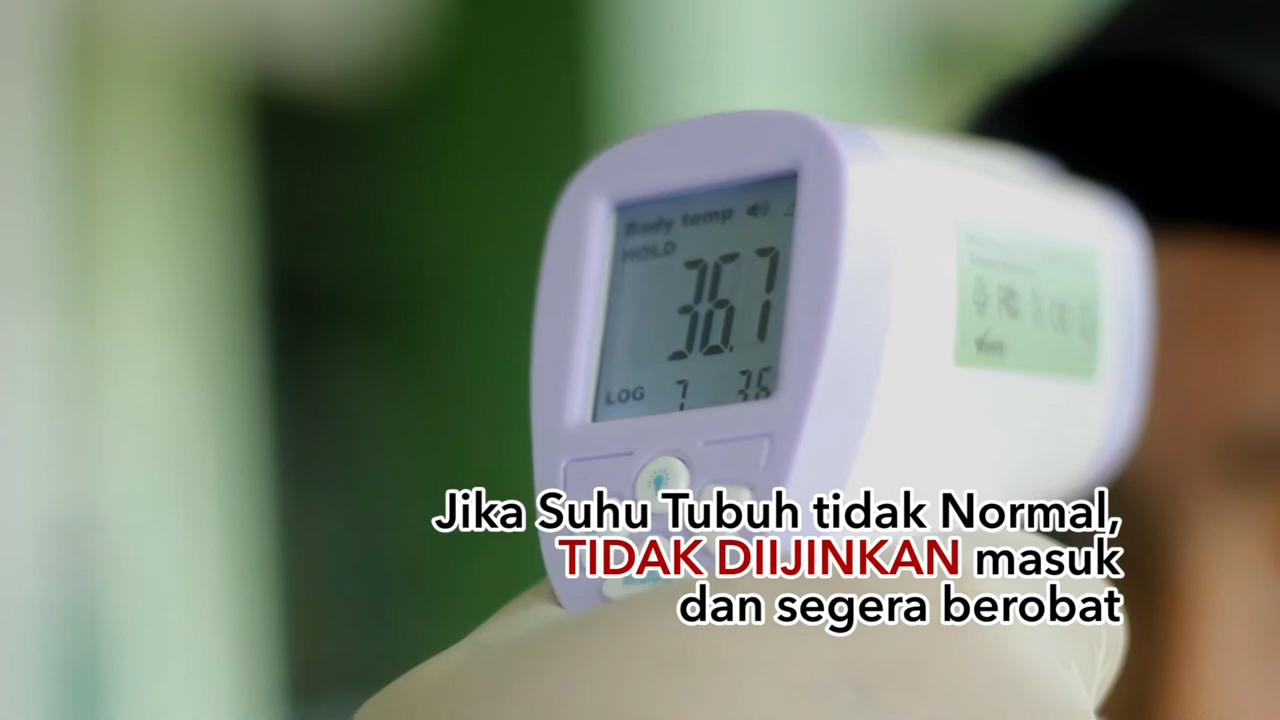 Body temp
HOLD
36.7
LOG 7 36
Jika Suhu Tubuh tidak Normal,
TIDAK DIIJINKAN masuk
dan segera berobat